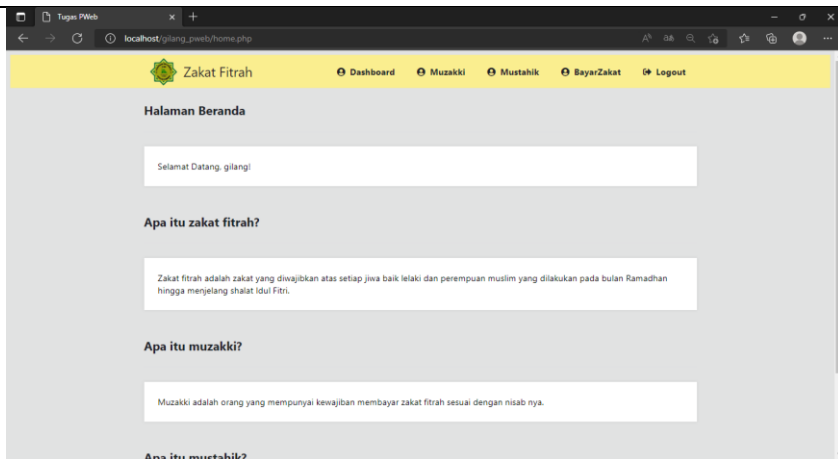 Tugas PWeb
localhost/gilang_pweb/home.php
Zakat Fitrah
Dashboard
Muzakki
Mustahik
BayarZakat
Logout
Halaman Beranda
Selamat Datang, gilang!
Apa itu zakat fitrah?
Zakat fitrah adalah zakat yang diwajibkan atas setiap jiwa baik lelaki dan perempuan muslim yang dilakukan pada bulan Ramadhan
hingga menjelang shalat Idul Fitri.
Apa itu muzakki?
Muzakki adalah orang yang mempunyai kewajiban membayar zakat fitrah sesuai dengan nisab nya.
Apa itu mustahik?